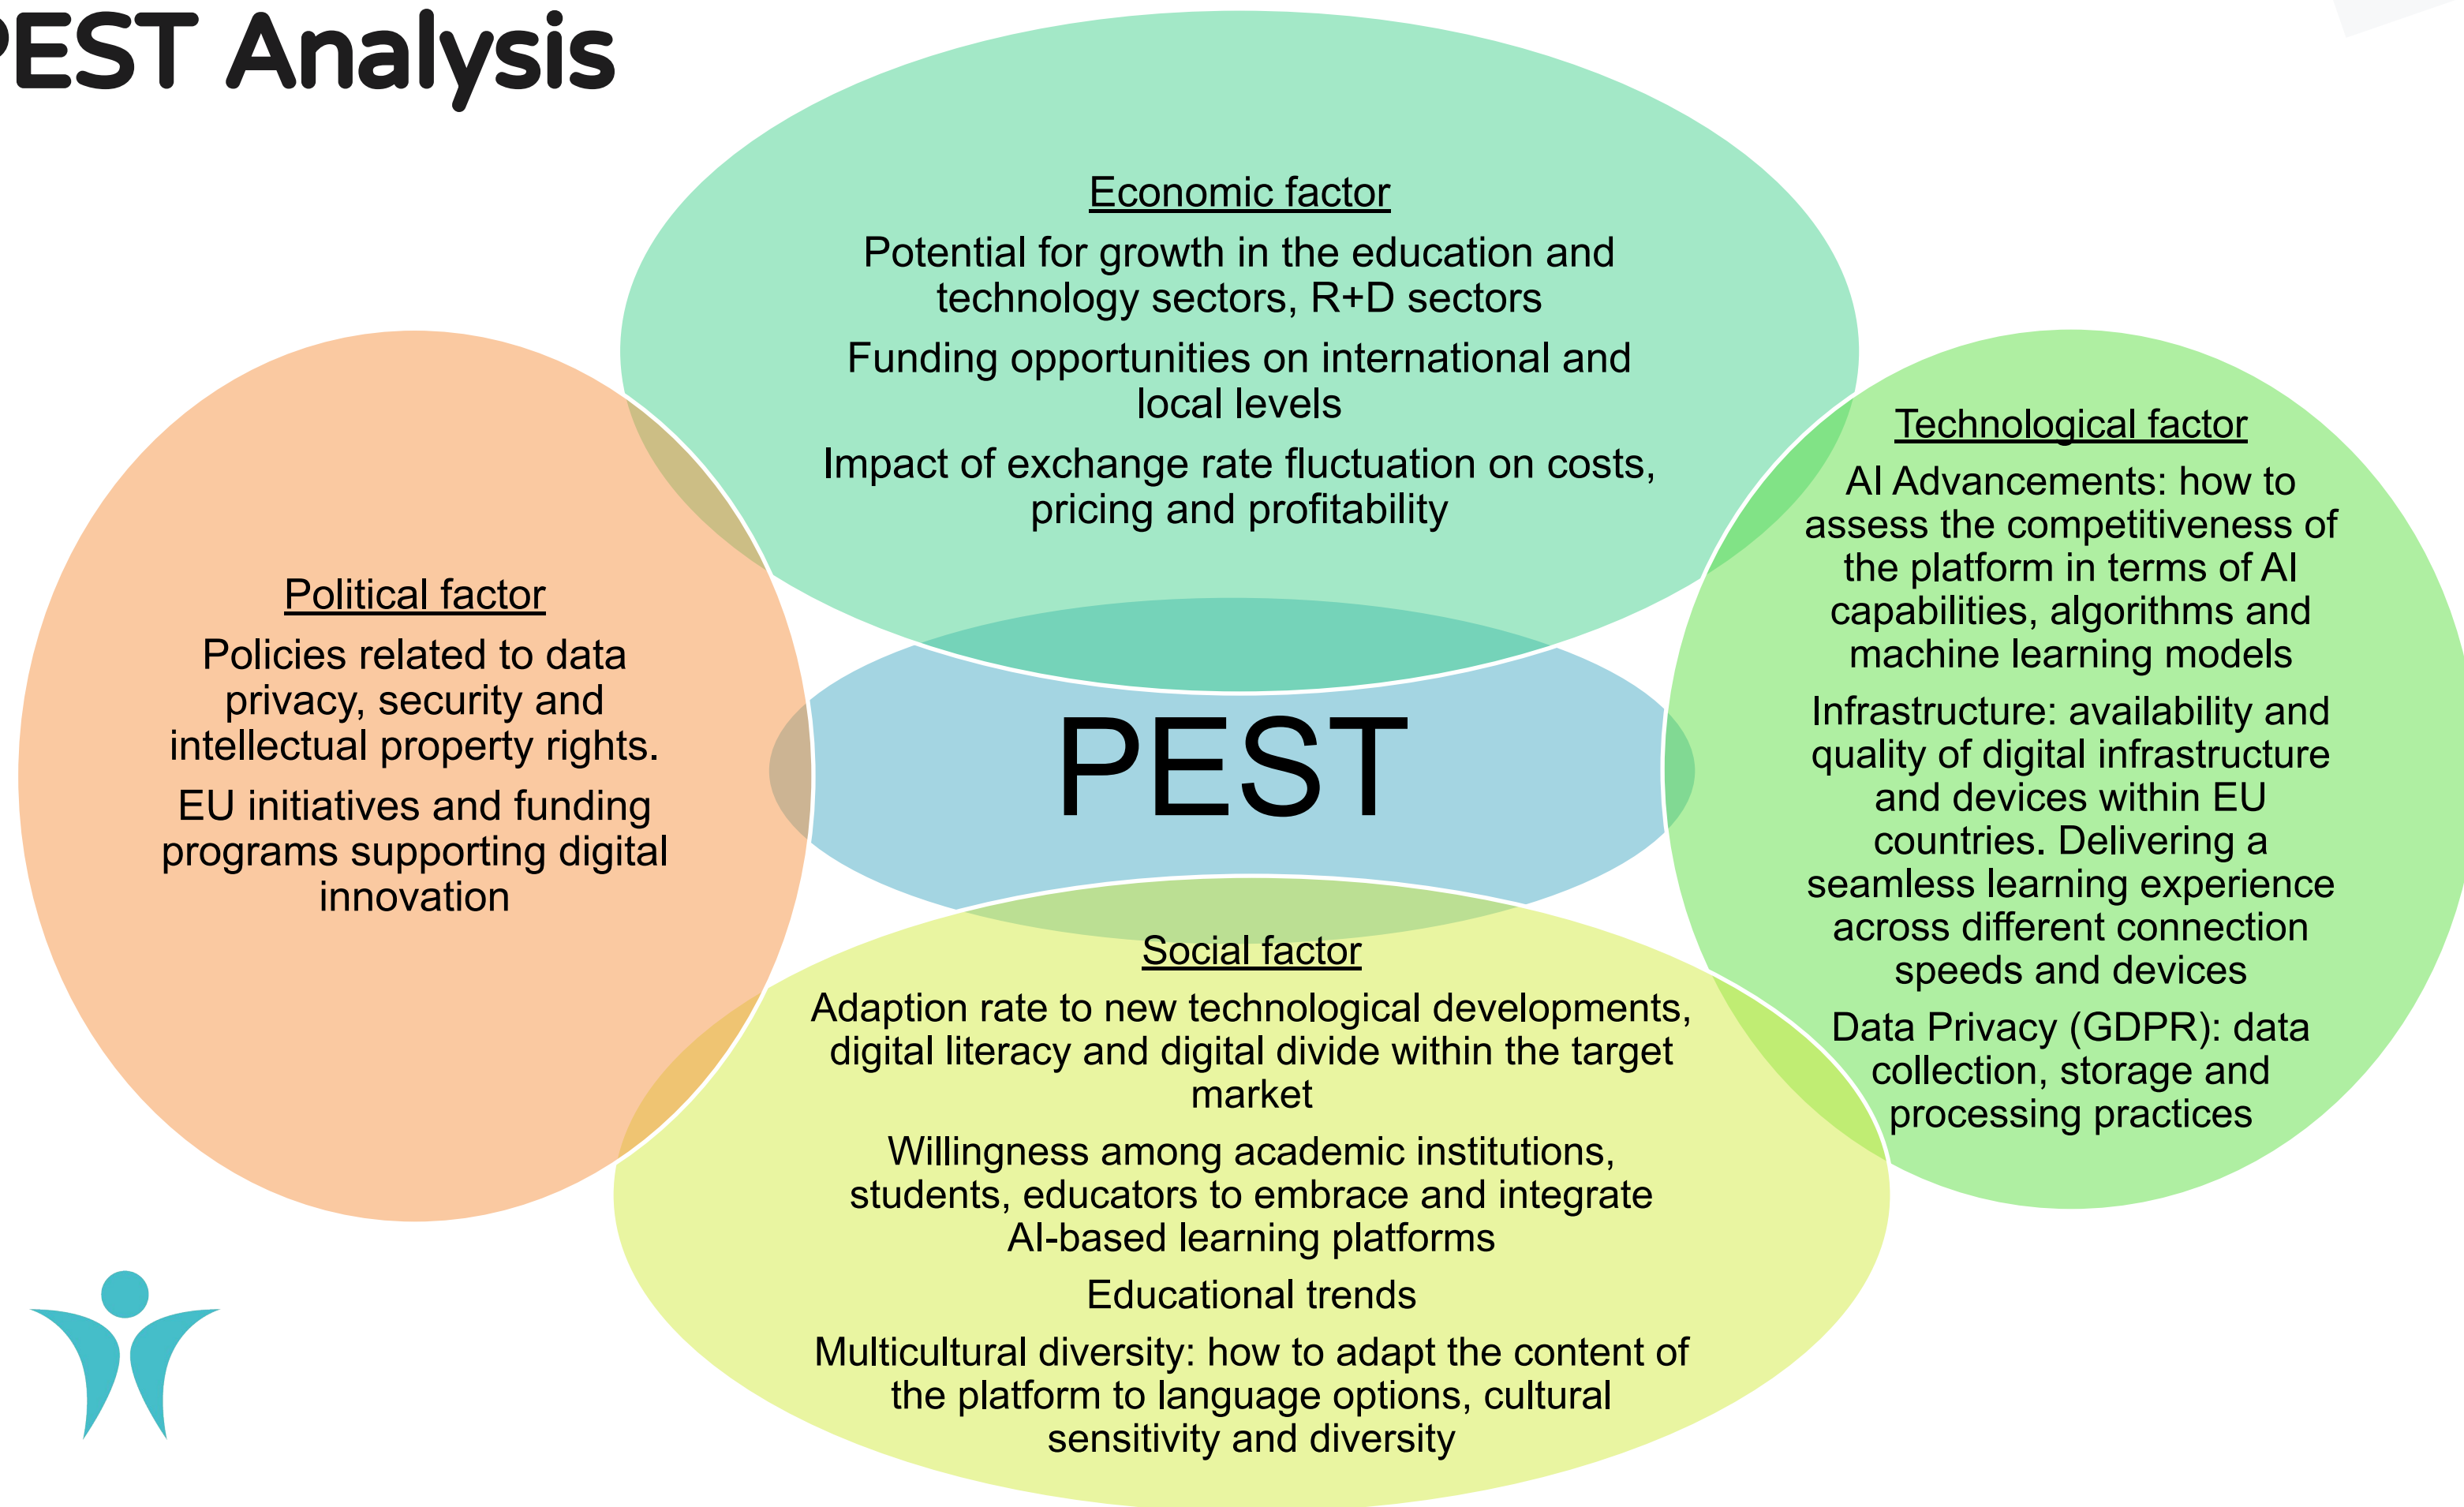 PEST Analysis
Economic factor
Potential for growth in the education and
technology sectors, R+D sectors
Funding opportunities on international and
local levels
Impact of exchange rate fluctuation on costs,
pricing and profitability
Political factor
Policies related to data
privacy, security and
intellectual property rights.
EU initiatives and funding
programs supporting digital
innovation
PEST
Technological factor
AI Advancements: how to
assess the competitiveness of
the platform in terms of AI
capabilities, algorithms and
machine learning models
Infrastructure: availability and
quality of digital infrastructure
and devices within EU
countries. Delivering a
seamless learning experience
across different connection
speeds and devices
Data Privacy (GDPR): data
collection, storage and
processing practices
Social factor
Adaption rate to new technological developments,
digital literacy and digital divide within the target
market
Willingness among academic institutions,
students, educators to embrace and integrate
AI-based learning platforms
Educational trends
Multicultural diversity: how to adapt the content of
the platform to language options, cultural
sensitivity and diversity